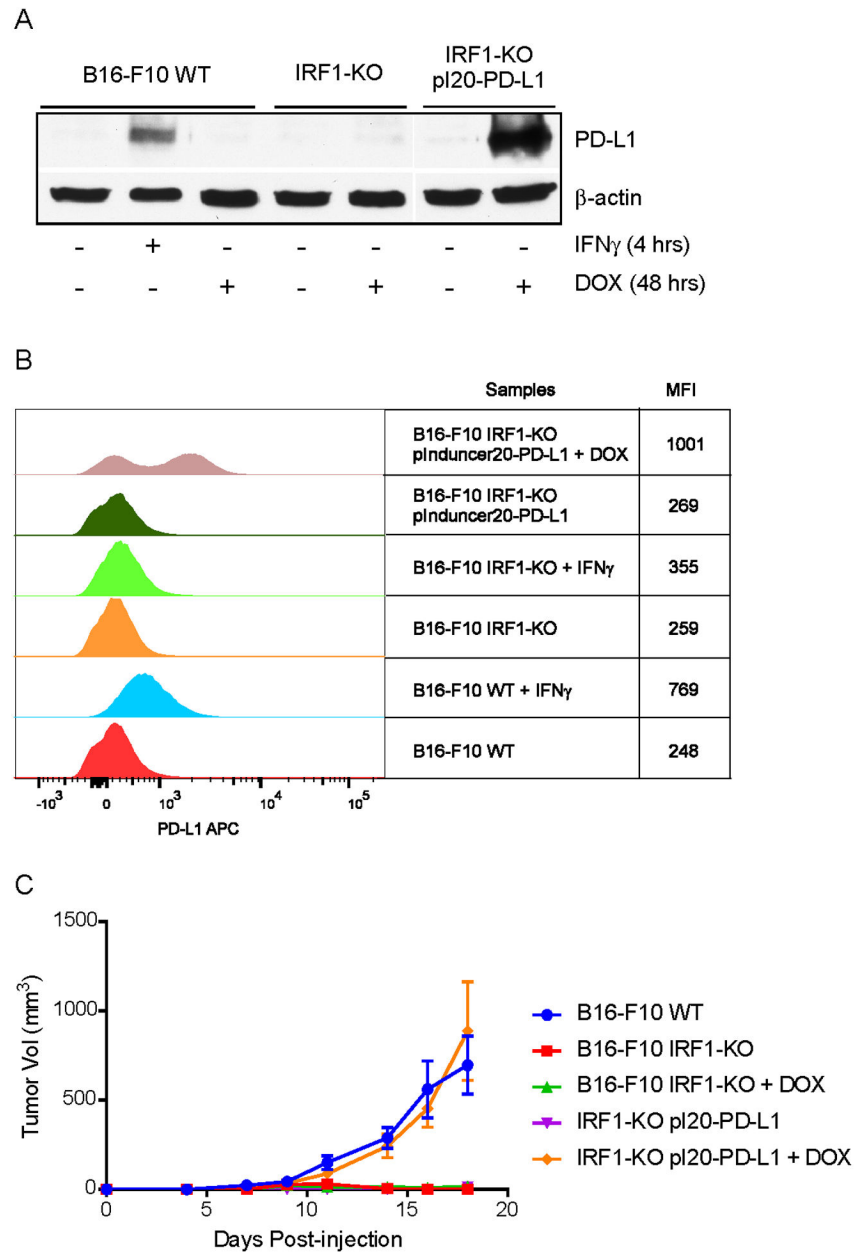 A
B16-F10 WT
IRF1-KO
IRF1-KO
pI20-PD-L1
PD-L1
β-actin
- + - - - - - IFNγ (4 hrs)
- - + - + - + DOX (48 hrs)
B
Samples MFI
B16-F10 IRF1-KO
pInduncer20-PD-L1 + DOX 1001
B16-F10 IRF1-KO
pInduncer20-PD-L1 269
B16-F10 IRF1-KO + IFNγ 355
B16-F10 IRF1-KO 259
B16-F10 WT + IFNγ 769
B16-F10 WT 248
-10³ 0 10³ 10⁴ 10⁵
PD-L1 APC
C
1500
1000
500
0
Tumor Vol (mm³)
0 5 10 15 20
Days Post-injection
B16-F10 WT
B16-F10 IRF1-KO
B16-F10 IRF1-KO + DOX
IRF1-KO pI20-PD-L1
IRF1-KO pI20-PD-L1 + DOX